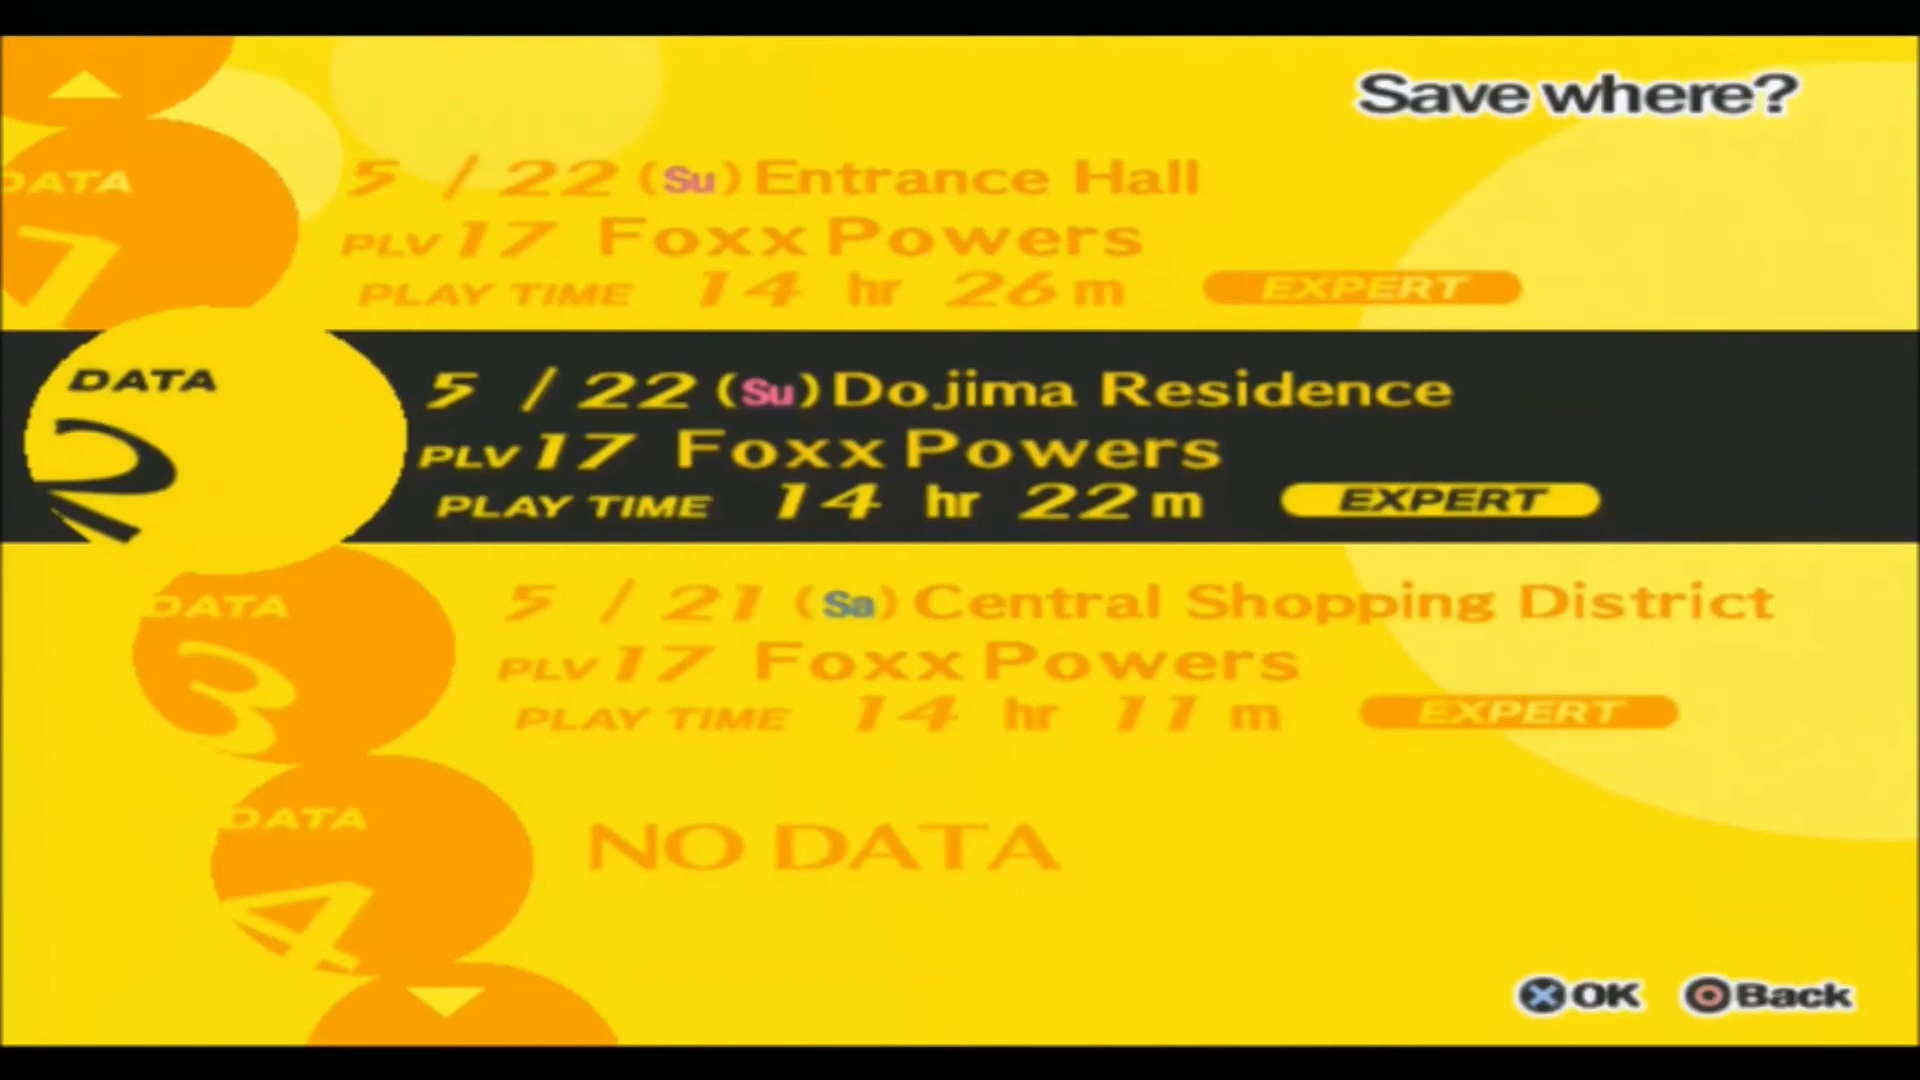 Save where?
DATA
1
5 / 22 (Su) Entrance Hall
PLV 17 Foxx Powers
PLAY TIME 14 hr 26 m EXPERT
DATA
2
5 / 22 (Su) Dojima Residence
PLV 17 Foxx Powers
PLAY TIME 14 hr 22 m EXPERT
DATA
3
5 / 21 (Sa) Central Shopping District
PLV 17 Foxx Powers
PLAY TIME 14 hr 11 m EXPERT
DATA
4
NO DATA
OK Back